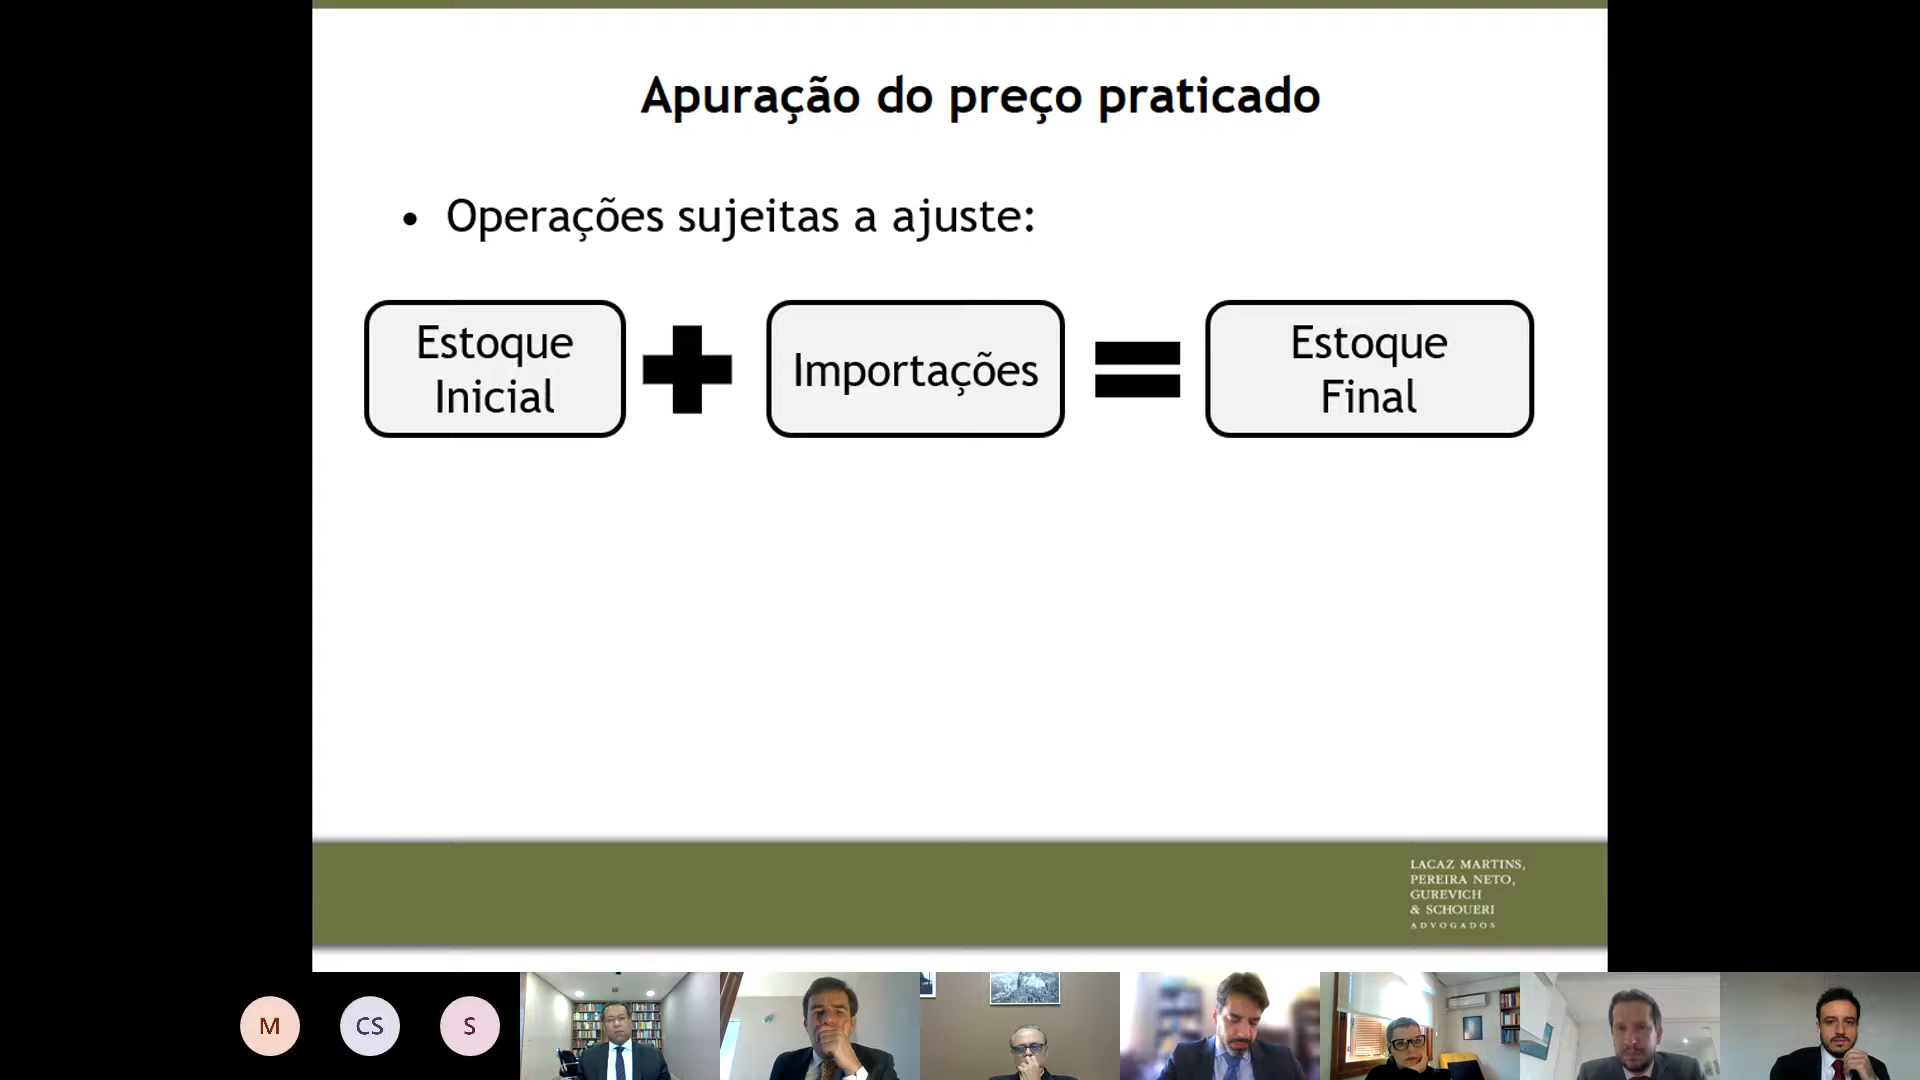 Apuração do preço praticado
• Operações sujeitas a ajuste:
Estoque
Inicial
Importações
Estoque
Final
LACAZ MARTINS,
PEREIRA NETO,
GUREVICH
& SCHOUERI
ADVOGADOS
M
CS
S